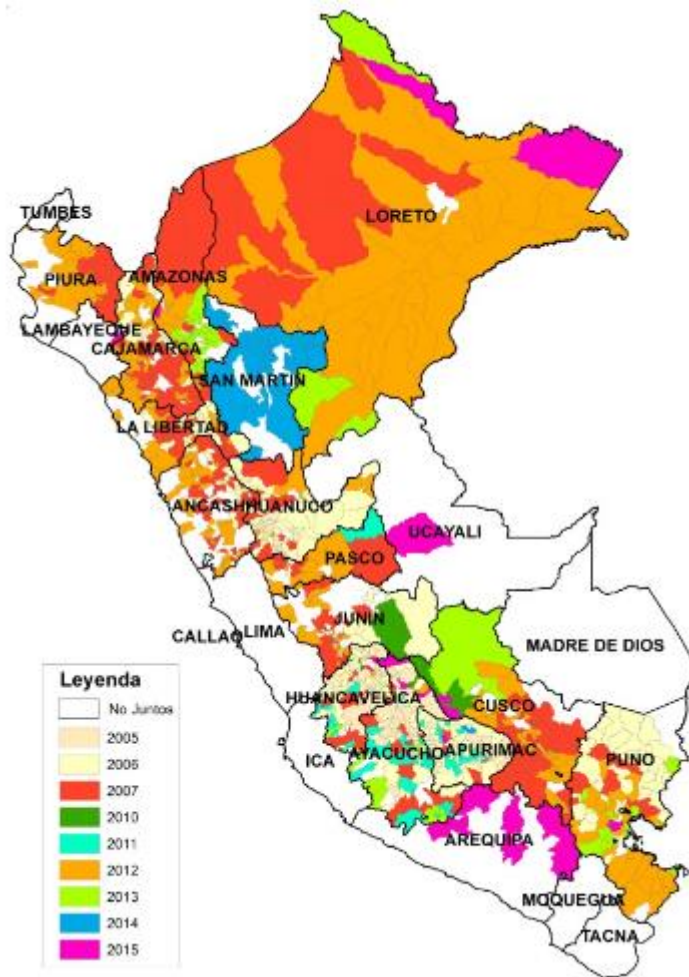 LORETO
TUMBES
PIURA
AMAZONAS
LAMBAYEQUE
CAJAMARCA
SAN MARTIN
LA LIBERTAD
ANCASH
HUANUCO
UCAYALI
PASCO
JUNIN
CALLAO
LIMA
MADRE DE DIOS
HUANCAVELICA
CUSCO
ICA
AYACUCHO
APURIMAC
PUNO
AREQUIPA
MOQUEGUA
TACNA
Leyenda
No Juntos
2005
2006
2007
2010
2011
2012
2013
2014
2015